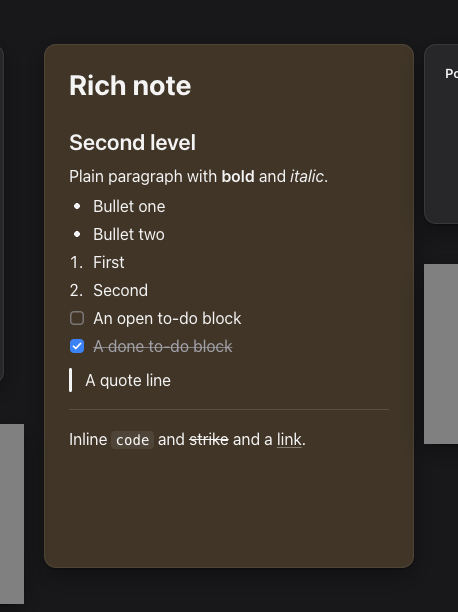 Rich note
Second level
Plain paragraph with bold and italic.
• Bullet one
• Bullet two
1. First
2. Second
An open to-do block
A done to-do block
A quote line
Inline code and strike and a link.